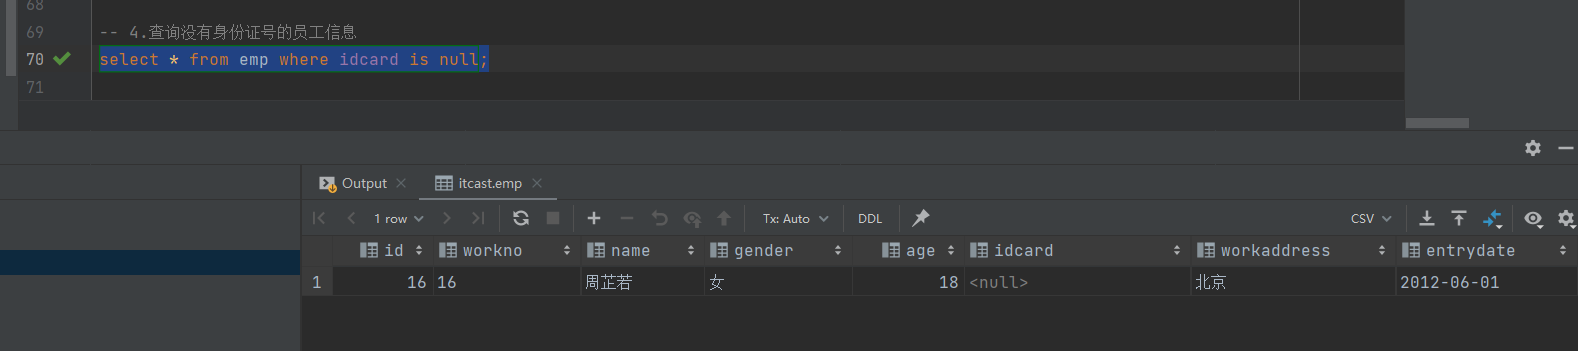 68
69 -- 4.查询没有身份证号的员工信息
70 select * from emp where idcard is null;
71
Output itcast.emp
1 row Tx: Auto DDL CSV
id workno name gender age idcard workaddress entrydate
1 16 16 周芷若 女 18 <null> 北京 2012-06-01